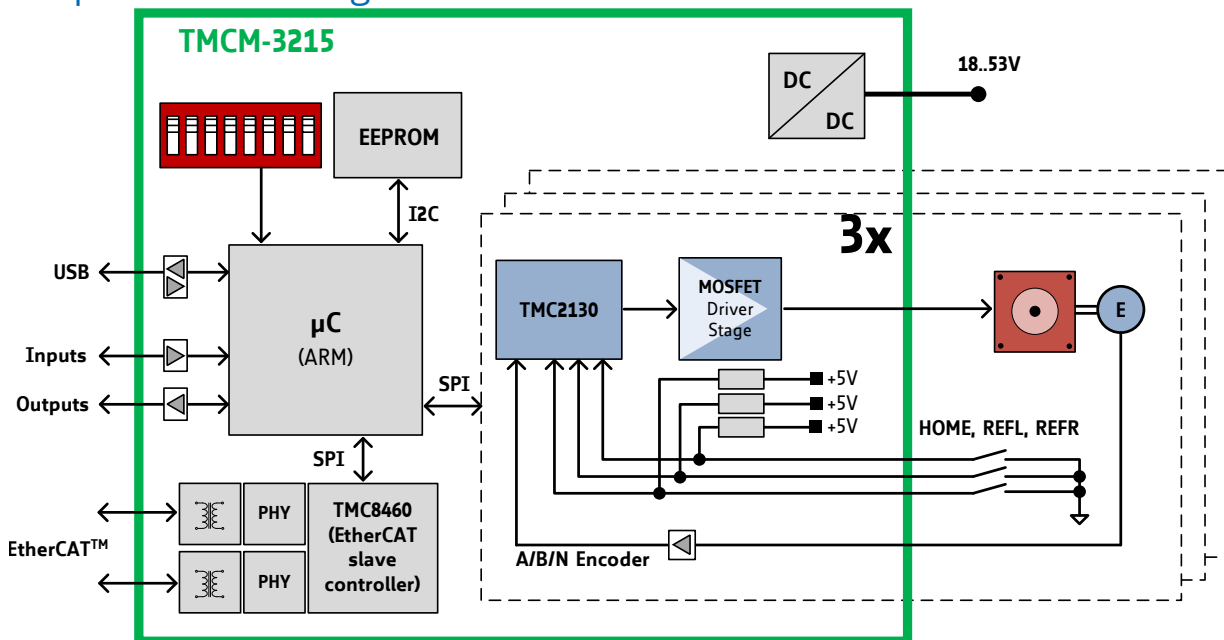 TMCM-3215
18..53V
DC
DC
EEPROM
I2C
3x
USB
µC
(ARM)
TMC2130
MOSFET
Driver
Stage
E
Inputs
Outputs
SPI
+5V
+5V
+5V
HOME, REFL, REFR
SPI
PHY
TMC8460
(EtherCAT
slave
controller)
EtherCAT™
PHY
A/B/N Encoder